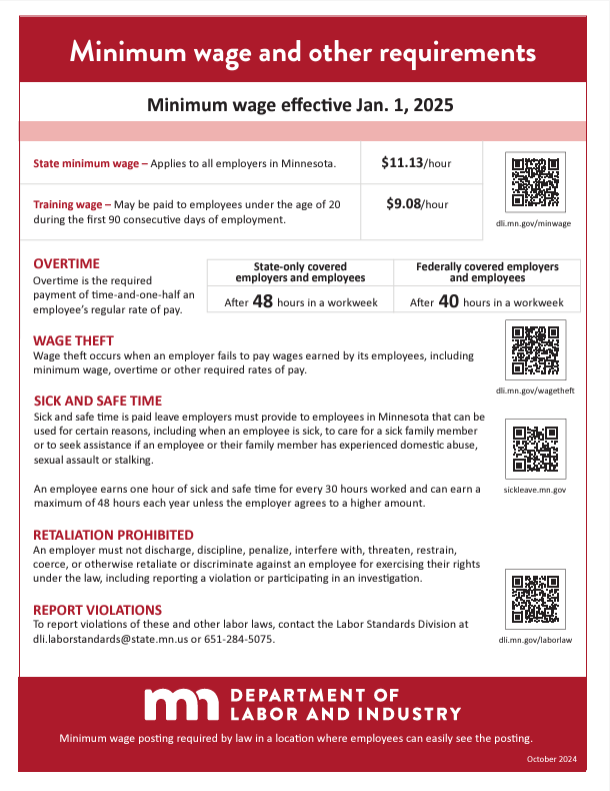 Minimum wage and other requirements
Minimum wage effective Jan. 1, 2025
State minimum wage – Applies to all employers in Minnesota.
$11.13/hour
Training wage – May be paid to employees under the age of 20
during the first 90 consecutive days of employment.
$9.08/hour
dli.mn.gov/minwage
OVERTIME
Overtime is the required
payment of time-and-one-half an
employee's regular rate of pay.
State-only covered
employers and employees
Federally covered employers
and employees
After 48 hours in a workweek
After 40 hours in a workweek
WAGE THEFT
Wage theft occurs when an employer fails to pay wages earned by its employees, including
minimum wage, overtime or other required rates of pay.
dli.mn.gov/wagetheft
SICK AND SAFE TIME
Sick and safe time is paid leave employers must provide to employees in Minnesota that can be
used for certain reasons, including when an employee is sick, to care for a sick family member
or to seek assistance if an employee or their family member has experienced domestic abuse,
sexual assault or stalking.
An employee earns one hour of sick and safe time for every 30 hours worked and can earn a
maximum of 48 hours each year unless the employer agrees to a higher amount.
sickleave.mn.gov
RETALIATION PROHIBITED
An employer must not discharge, discipline, penalize, interfere with, threaten, restrain,
coerce, or otherwise retaliate or discriminate against an employee for exercising their rights
under the law, including reporting a violation or participating in an investigation.
REPORT VIOLATIONS
To report violations of these and other labor laws, contact the Labor Standards Division at
dli.laborstandards@state.mn.us or 651-284-5075.
dli.mn.gov/laborlaw
mn DEPARTMENT OF
LABOR AND INDUSTRY
Minimum wage posting required by law in a location where employees can easily see the posting.
October 2024